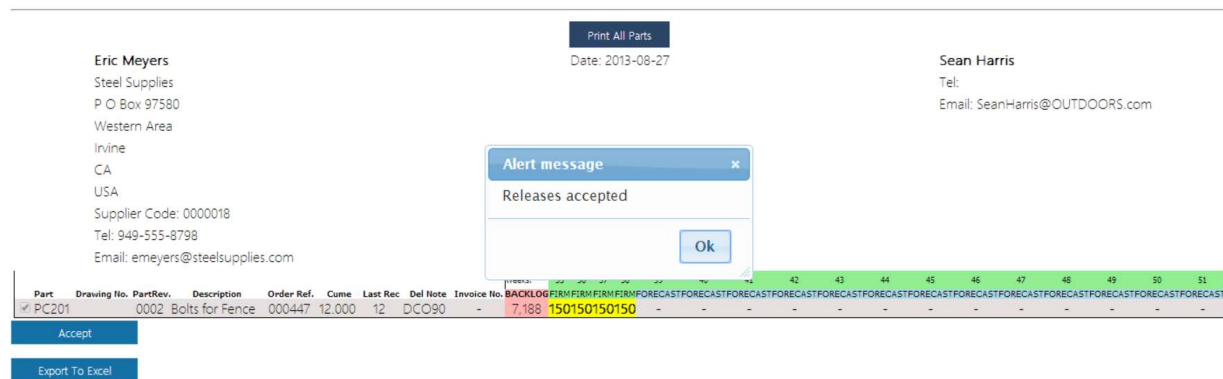 Print All Parts
Eric Meyers
Date: 2013-08-27
Sean Harris
Steel Supplies
Tel:
P O Box 97580
Email: SeanHarris@OUTDOORS.com
Western Area
Irvine
CA
USA
Supplier Code: 0000018
Tel: 949-555-8798
Email: emeyers@steelsupplies.com
Alert message ×
Releases accepted
Ok
42 43 44 45 46 47 48 49 50 51
Part Drawing No. PartRev. Description Order Ref. Cume Last Rec Del Note Invoice No. BACKLOG FIRM FIRM FIRM FIRM FORECAST FORECAST FORECAST FORECAST FORECAST FORECAST FORECAST FORECAST FORECAST FORECAST FORECAST FORECAST FORECAST
PC201 0002 Bolts for Fence 000447 12.000 12 DCO90 - 7,188 150 150 150 150 - - - - - - - - - - - - -
Accept
Export To Excel